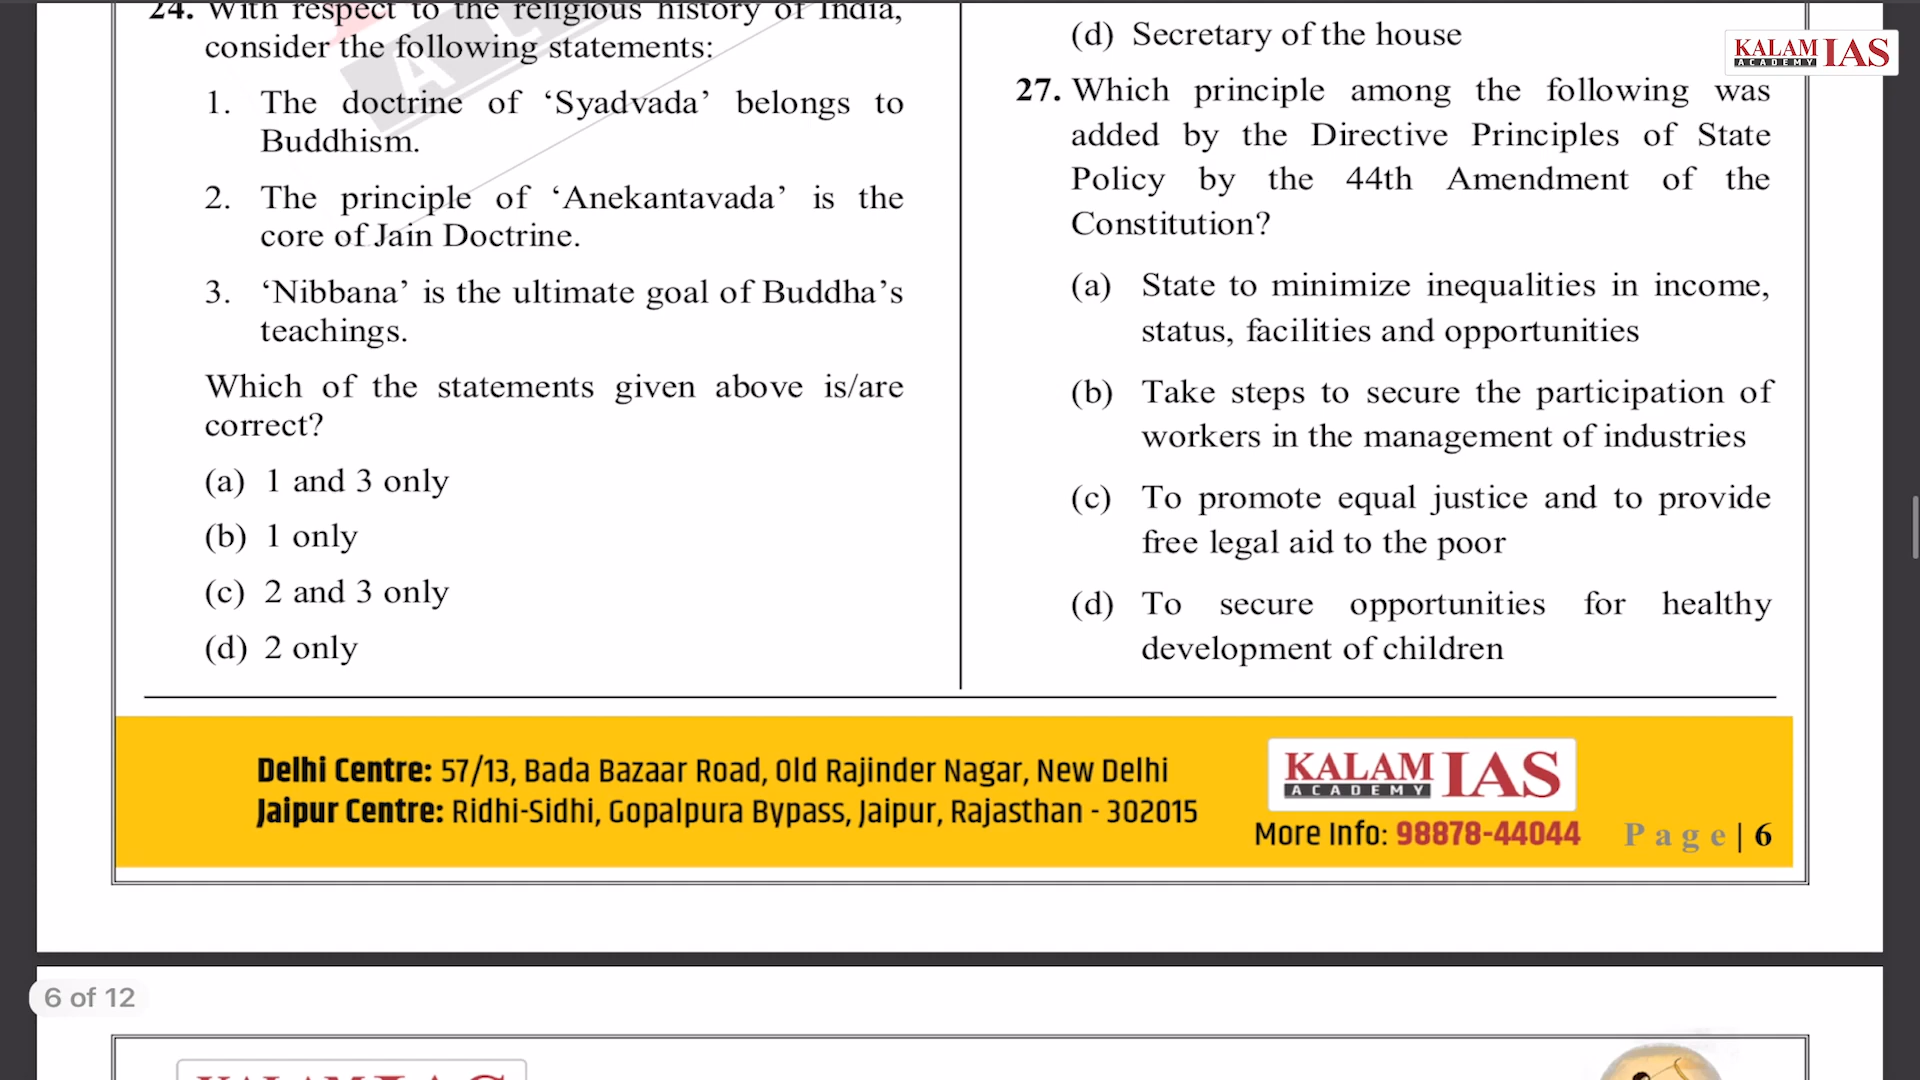 24. With respect to the religious history of India,
consider the following statements:
1. The doctrine of ‘Syadvada’ belongs to
Buddhism.
2. The principle of ‘Anekantavada’ is the
core of Jain Doctrine.
3. ‘Nibbana’ is the ultimate goal of Buddha’s
teachings.
Which of the statements given above is/are
correct?
(a) 1 and 3 only
(b) 1 only
(c) 2 and 3 only
(d) 2 only
(d) Secretary of the house
27. Which principle among the following was
added by the Directive Principles of State
Policy by the 44th Amendment of the
Constitution?
(a) State to minimize inequalities in income,
status, facilities and opportunities
(b) Take steps to secure the participation of
workers in the management of industries
(c) To promote equal justice and to provide
free legal aid to the poor
(d) To secure opportunities for healthy
development of children
KALAM IAS
ACADEMY
Delhi Centre: 57/13, Bada Bazaar Road, Old Rajinder Nagar, New Delhi
Jaipur Centre: Ridhi-Sidhi, Gopalpura Bypass, Jaipur, Rajasthan - 302015
KALAM IAS
ACADEMY
More Info: 98878-44044
Page | 6
6 of 12
KALAM IAS